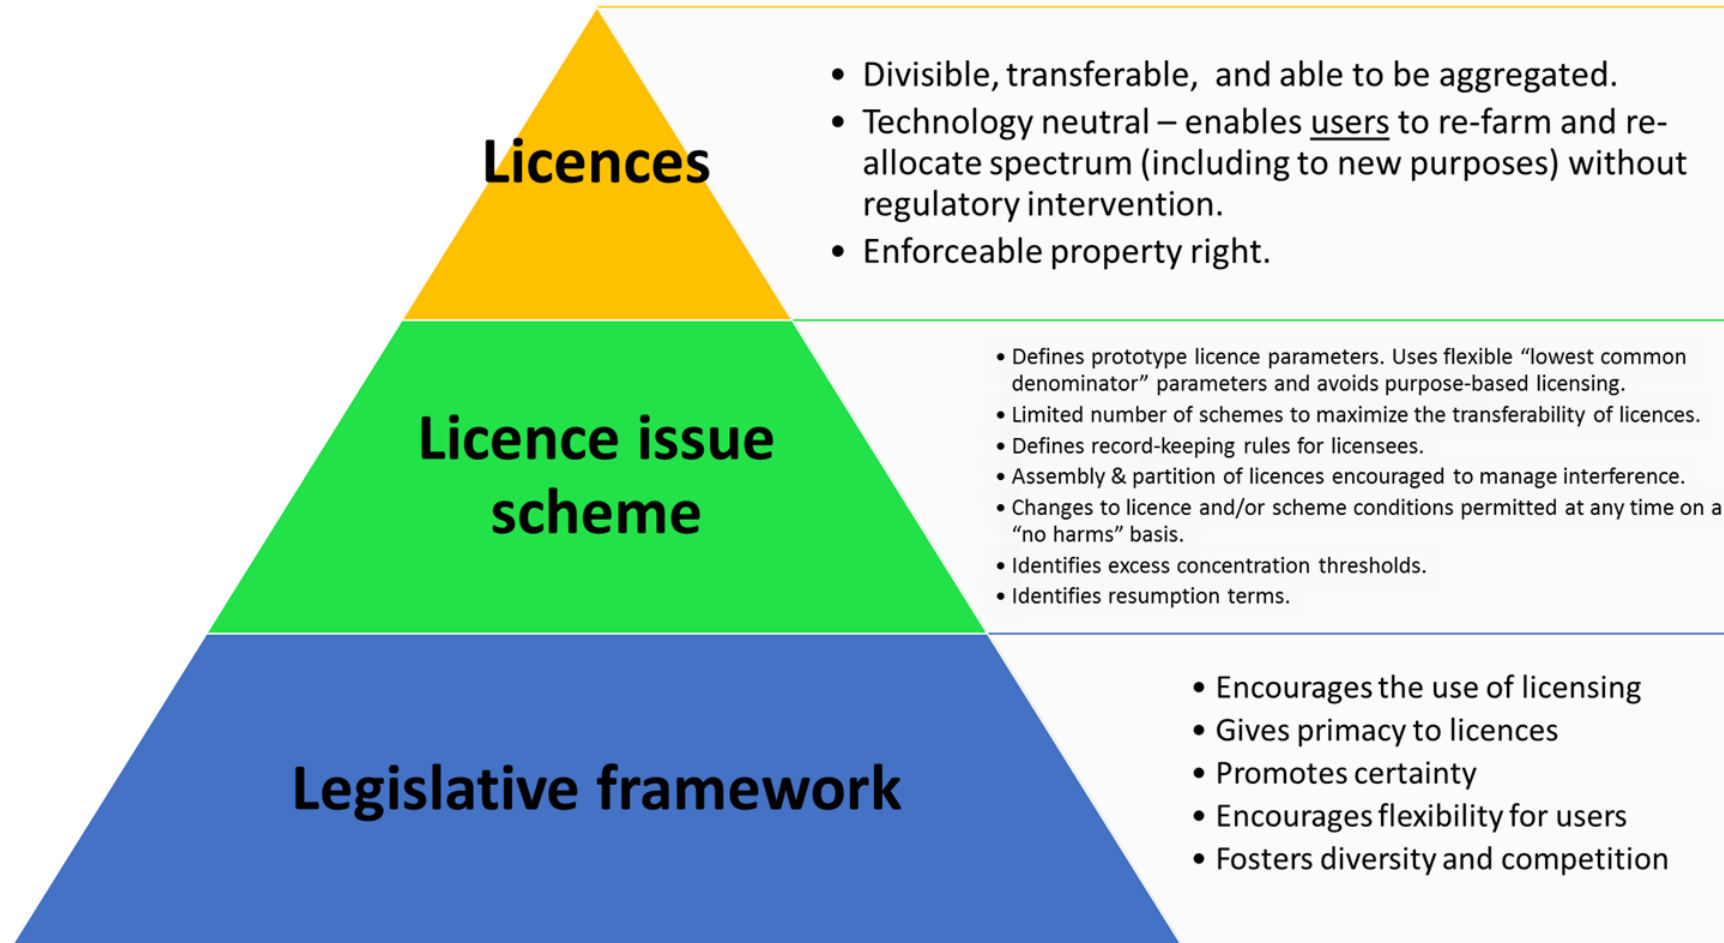 Licences
• Divisible, transferable, and able to be aggregated.
• Technology neutral – enables users to re-farm and re-
allocate spectrum (including to new purposes) without
regulatory intervention.
• Enforceable property right.
Licence issue
scheme
• Defines prototype licence parameters. Uses flexible “lowest common
denominator” parameters and avoids purpose-based licensing.
• Limited number of schemes to maximize the transferability of licences.
• Defines record-keeping rules for licensees.
• Assembly & partition of licences encouraged to manage interference.
• Changes to licence and/or scheme conditions permitted at any time on a
“no harms” basis.
• Identifies excess concentration thresholds.
• Identifies resumption terms.
Legislative framework
• Encourages the use of licensing
• Gives primacy to licences
• Promotes certainty
• Encourages flexibility for users
• Fosters diversity and competition